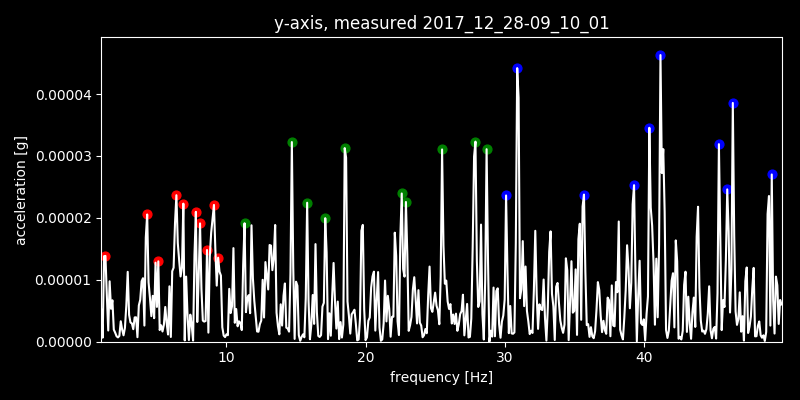 y-axis, measured 2017_12_28-09_10_01
acceleration [g]
0.00004
0.00003
0.00002
0.00001
0.00000
10 20 30 40
frequency [Hz]